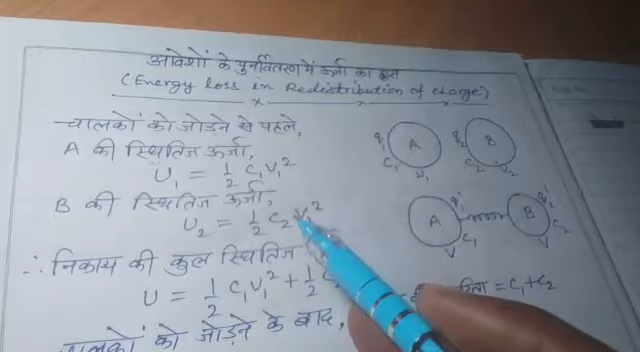 आवेशों के पुनर्वितरण में ऊर्जा का ह्रास
(Energy loss in Redistribution of charge)
चालकों को जोड़ने से पहले,
A की स्थितिज ऊर्जा,
U₁ = 1/2 C₁V₁²
B की स्थितिज ऊर्जा,
U₂ = 1/2 C₂V₂²
∴ निकाय की कुल स्थितिज
U = 1/2 C₁V₁² + 1/2 C
चालकों को जोड़ने के बाद,
q₁ A C₁ V₁
q₂ B C₂ V₂
A V C₁
q₂' B V C₂
= C₁ + C₂